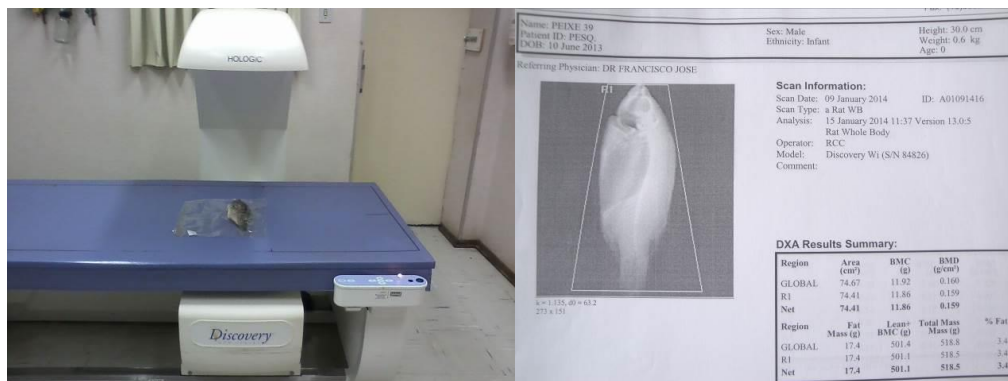 HOLOGIC
Discovery
Name: PEIXE 39
Patient ID: PESQ.
DOB: 10 June 2013
Sex: Male
Ethnicity: Infant
Height: 30.0 cm
Weight: 0.6 kg
Age: 0
Referring Physician: DR FRANCISCO JOSE
R1
k = 1.135, d0 = 63.2
273 x 151
Scan Information:
Scan Date: 09 January 2014 ID: A01091416
Scan Type: a Rat WB
Analysis: 15 January 2014 11:37 Version 13.0:5
Rat Whole Body
Operator: RCC
Model: Discovery Wi (S/N 84826)
Comment:
DXA Results Summary:
Region Area (cm²) BMC (g) BMD (g/cm²)
GLOBAL 74.67 11.92 0.160
R1 74.41 11.86 0.159
Net 74.41 11.86 0.159
Region Fat Mass (g) Lean+ BMC (g) Total Mass Mass (g) % Fat
GLOBAL 17.4 501.4 518.8 3.4
R1 17.4 501.1 518.5 3.4
Net 17.4 501.1 518.5 3.4